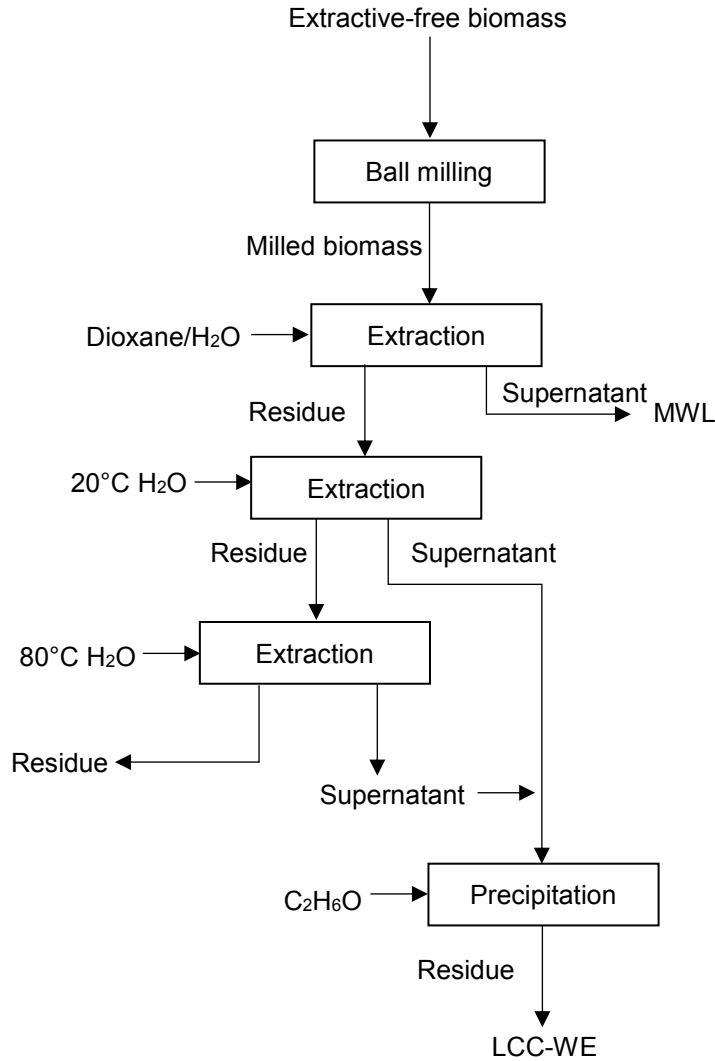 Extractive-free biomass
Ball milling
Milled biomass
Dioxane/H₂O
Extraction
Supernatant
Residue
MWL
20°C H₂O
Extraction
Residue
Supernatant
80°C H₂O
Extraction
Residue
Supernatant
C₂H₆O
Precipitation
Residue
LCC-WE